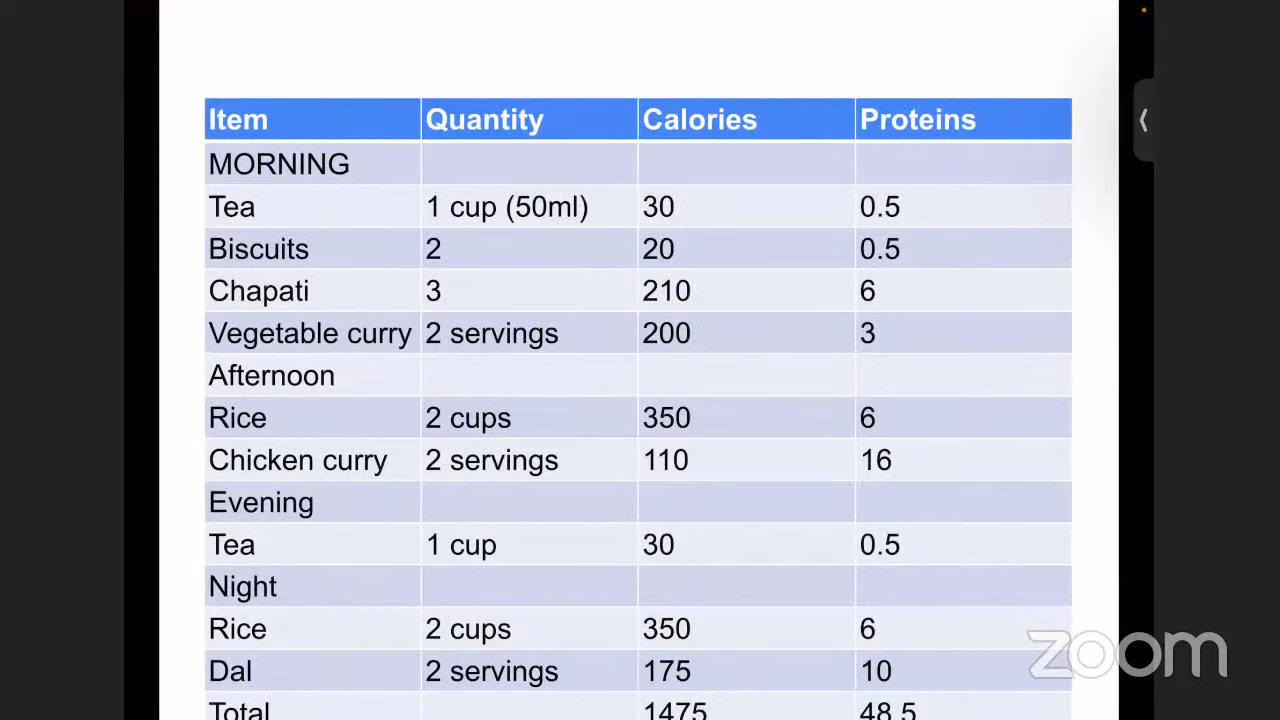 Item Quantity Calories Proteins
MORNING
Tea 1 cup (50ml) 30 0.5
Biscuits 2 20 0.5
Chapati 3 210 6
Vegetable curry 2 servings 200 3
Afternoon
Rice 2 cups 350 6
Chicken curry 2 servings 110 16
Evening
Tea 1 cup 30 0.5
Night
Rice 2 cups 350 6
Dal 2 servings 175 10
Total 1475 48.5
zoom